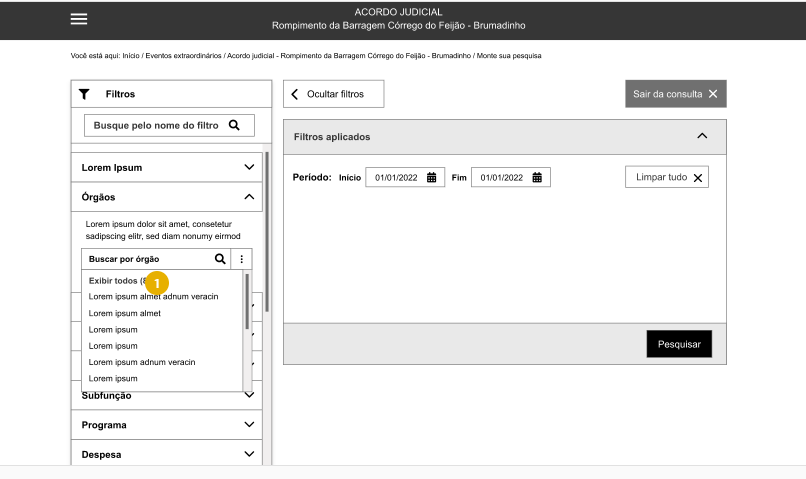 ACORDO JUDICIAL
Rompimento da Barragem Córrego do Feijão - Brumadinho
Você está aqui: Início / Eventos extraordinários / Acordo judicial - Rompimento da Barragem Córrego do Feijão - Brumadinho / Monte sua pesquisa
Filtros
Busque pelo nome do filtro
Lorem Ipsum
Órgãos
Lorem ipsum dolor sit amet, consetetur
sadipscing elitr, sed diam nonumy eirmod
Buscar por órgão
Exibir todos
1
Lorem ipsum almet adnum veracin
Lorem ipsum almet
Lorem ipsum
Lorem ipsum
Lorem ipsum adnum veracin
Lorem ipsum
Subfunção
Programa
Despesa
Ocultar filtros
Sair da consulta
Filtros aplicados
Período: Início 01/01/2022 Fim 01/01/2022
Limpar tudo
Pesquisar